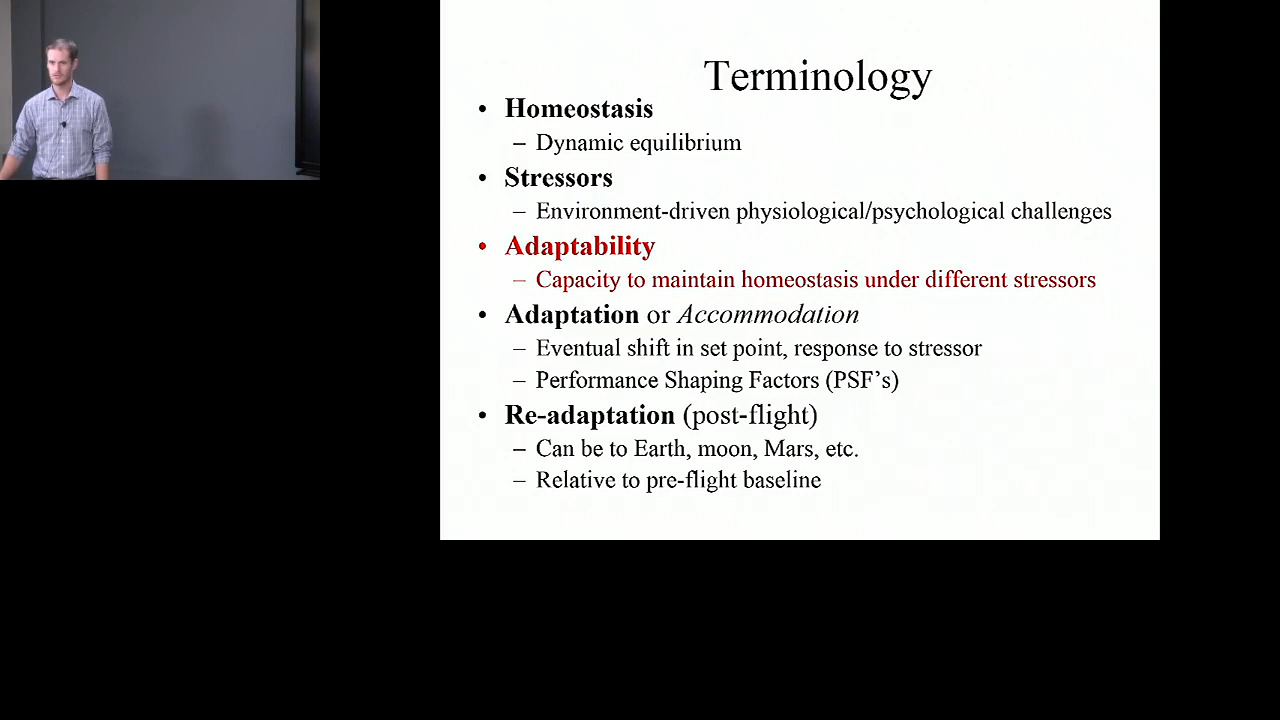 Terminology
• Homeostasis
– Dynamic equilibrium
• Stressors
– Environment-driven physiological/psychological challenges
• Adaptability
– Capacity to maintain homeostasis under different stressors
• Adaptation or Accommodation
– Eventual shift in set point, response to stressor
– Performance Shaping Factors (PSF’s)
• Re-adaptation (post-flight)
– Can be to Earth, moon, Mars, etc.
– Relative to pre-flight baseline